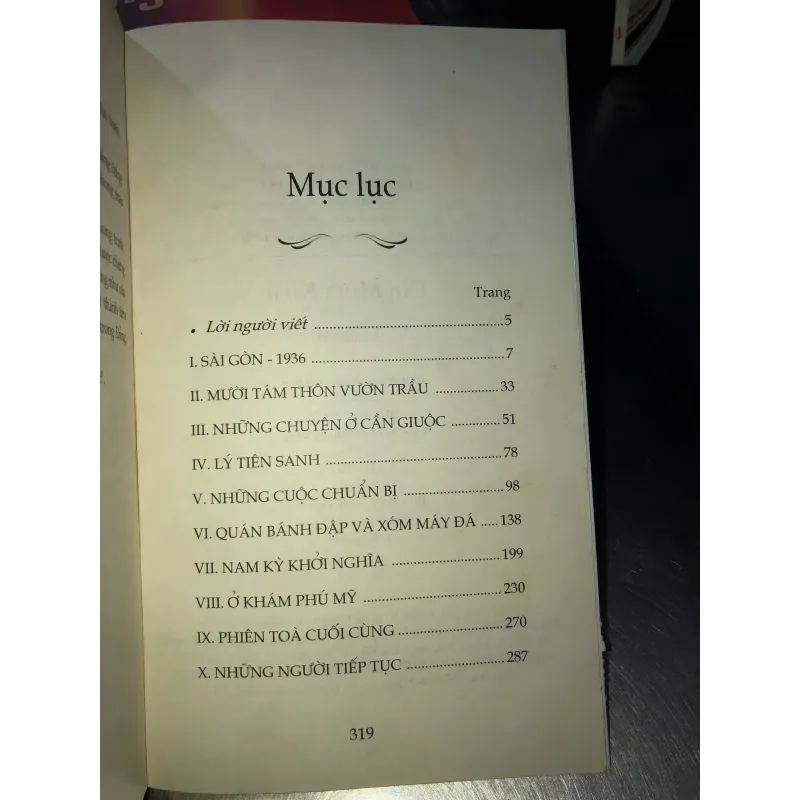 Mục lục
Trang
• Lời người viết ....................................................5
I. SÀI GÒN - 1936 .....................................................7
II. MƯỜI TÁM THÔN VƯỜN TRẦU .................33
III. NHỮNG CHUYỆN Ở CẦN GIUỘC .............51
IV. LÝ TIÊN SANH ................................................78
V. NHỮNG CUỘC CHUẨN BỊ ...........................98
VI. QUÁN BÁNH ĐẬP VÀ XÓM MÁY ĐÁ .....138
VII. NAM KỲ KHỞI NGHĨA .............................199
VIII. Ở KHÁM PHÚ MỸ .....................................230
IX. PHIÊN TOÀ CUỐI CÙNG............................270
X. NHỮNG NGƯỜI TIẾP TỤC ..........................287
319